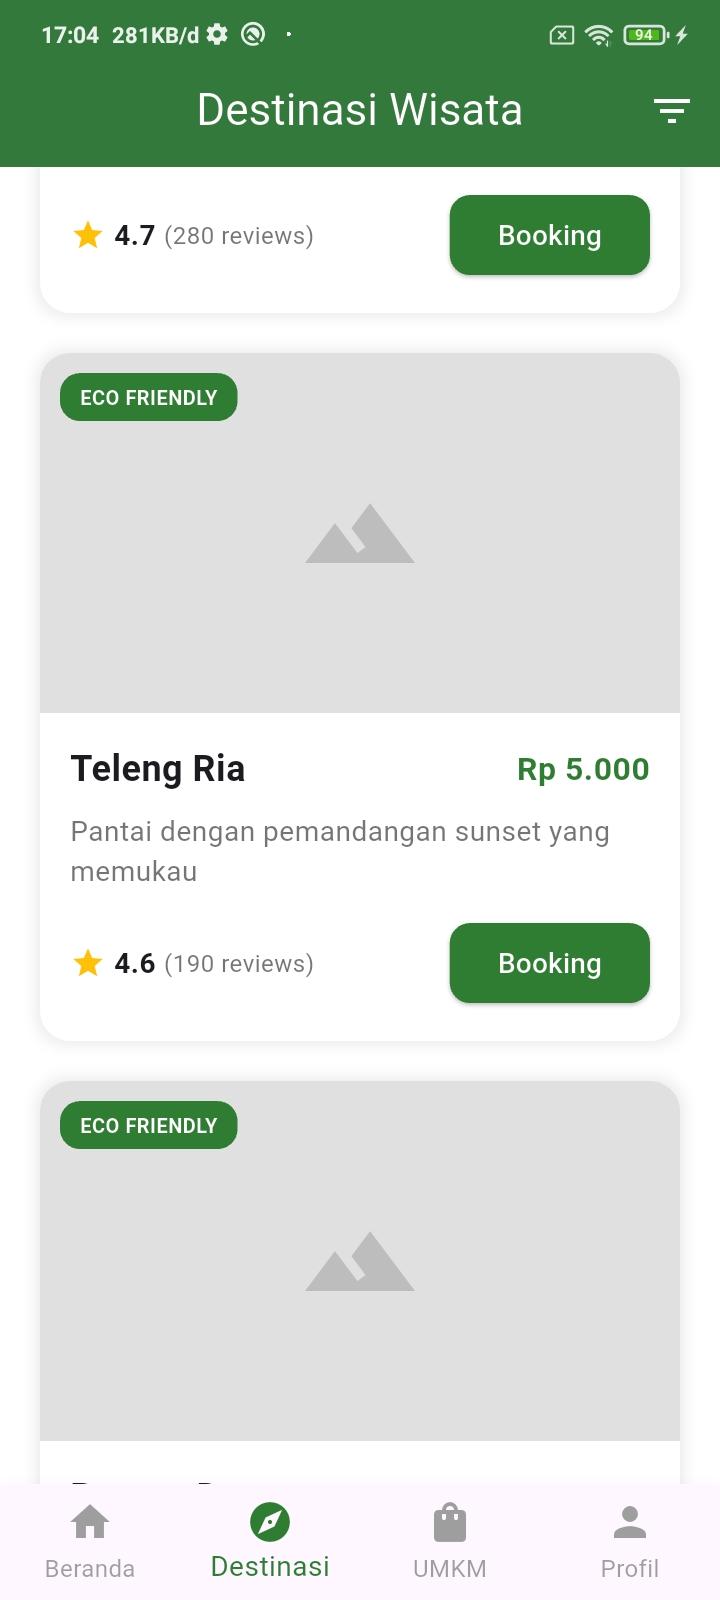 17:04 281KB/d 94
Destinasi Wisata
4.7 (280 reviews) Booking
ECO FRIENDLY
Teleng Ria Rp 5.000
Pantai dengan pemandangan sunset yang
memukau
4.6 (190 reviews) Booking
ECO FRIENDLY
Beranda Destinasi UMKM Profil